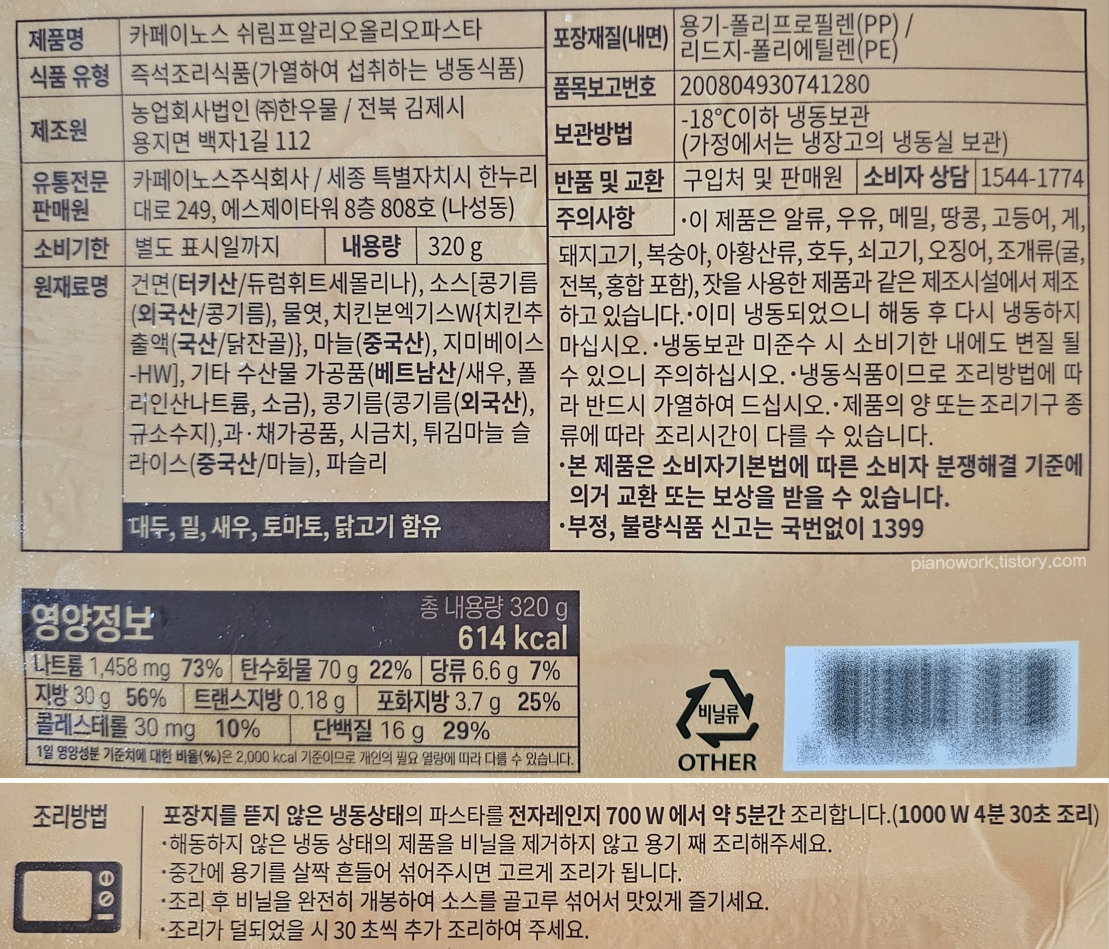 제품명 카페이노스 쉬림프알리오올리오파스타
식품 유형 즉석조리식품(가열하여 섭취하는 냉동식품)
제조원 농업회사법인 ㈜한우물 / 전북 김제시
용지면 백자1길 112
유통전문
판매원
카페이노스주식회사 / 세종 특별자치시 한누리
대로 249, 에스제이타워 8층 808호 (나성동)
소비기한 별도 표시일까지 내용량 320 g
원재료명 건면(터키산/듀럼휘트세몰리나), 소스[콩기름
(외국산/콩기름), 물엿, 치킨본엑기스W{치킨추
출액(국산/닭잔골)}, 마늘(중국산), 지미베이스
-HW], 기타 수산물 가공품(베트남산/새우, 폴
리인산나트륨, 소금), 콩기름(콩기름(외국산),
규소수지),과·채가공품, 시금치, 튀김마늘 슬
라이스(중국산/마늘), 파슬리
대두, 밀, 새우, 토마토, 닭고기 함유
포장재질(내면) 용기-폴리프로필렌(PP) /
리드지-폴리에틸렌(PE)
품목보고번호 200804930741280
보관방법 -18℃이하 냉동보관
(가정에서는 냉장고의 냉동실 보관)
반품 및 교환 구입처 및 판매원 소비자 상담 1544-1774
주의사항 ·이 제품은 알류, 우유, 메밀, 땅콩, 고등어, 게,
돼지고기, 복숭아, 아황산류, 호두, 쇠고기, 오징어, 조개류(굴,
전복, 홍합 포함), 잣을 사용한 제품과 같은 제조시설에서 제조
하고 있습니다.·이미 냉동되었으니 해동 후 다시 냉동하지
마십시오. ·냉동보관 미준수 시 소비기한 내에도 변질 될
수 있으니 주의하십시오. ·냉동식품이므로 조리방법에 따
라 반드시 가열하여 드십시오.·제품의 양 또는 조리기구 종
류에 따라 조리시간이 다를 수 있습니다.
·본 제품은 소비자기본법에 따른 소비자 분쟁해결 기준에
의거 교환 또는 보상을 받을 수 있습니다.
·부정, 불량식품 신고는 국번없이 1399
pianowork.tistory.com
영양정보 총 내용량 320 g
614 kcal
나트륨 1,458 mg 73% 탄수화물 70 g 22% 당류 6.6 g 7%
지방 30 g 56% 트랜스지방 0.18 g 포화지방 3.7 g 25%
콜레스테롤 30 mg 10% 단백질 16 g 29%
1일 영양성분 기준치에 대한 비율(%)은 2,000 kcal 기준이므로 개인의 필요 열량에 따라 다를 수 있습니다.
비닐류
OTHER
조리방법 포장지를 뜯지 않은 냉동상태의 파스타를 전자레인지 700 W 에서 약 5분간 조리합니다.(1000 W 4분 30초 조리)
·해동하지 않은 냉동 상태의 제품을 비닐을 제거하지 않고 용기 째 조리해주세요.
·중간에 용기를 살짝 흔들어 섞어주시면 고르게 조리가 됩니다.
·조리 후 비닐을 완전히 개봉하여 소스를 골고루 섞어서 맛있게 즐기세요.
·조리가 덜되었을 시 30 초씩 추가 조리하여 주세요.